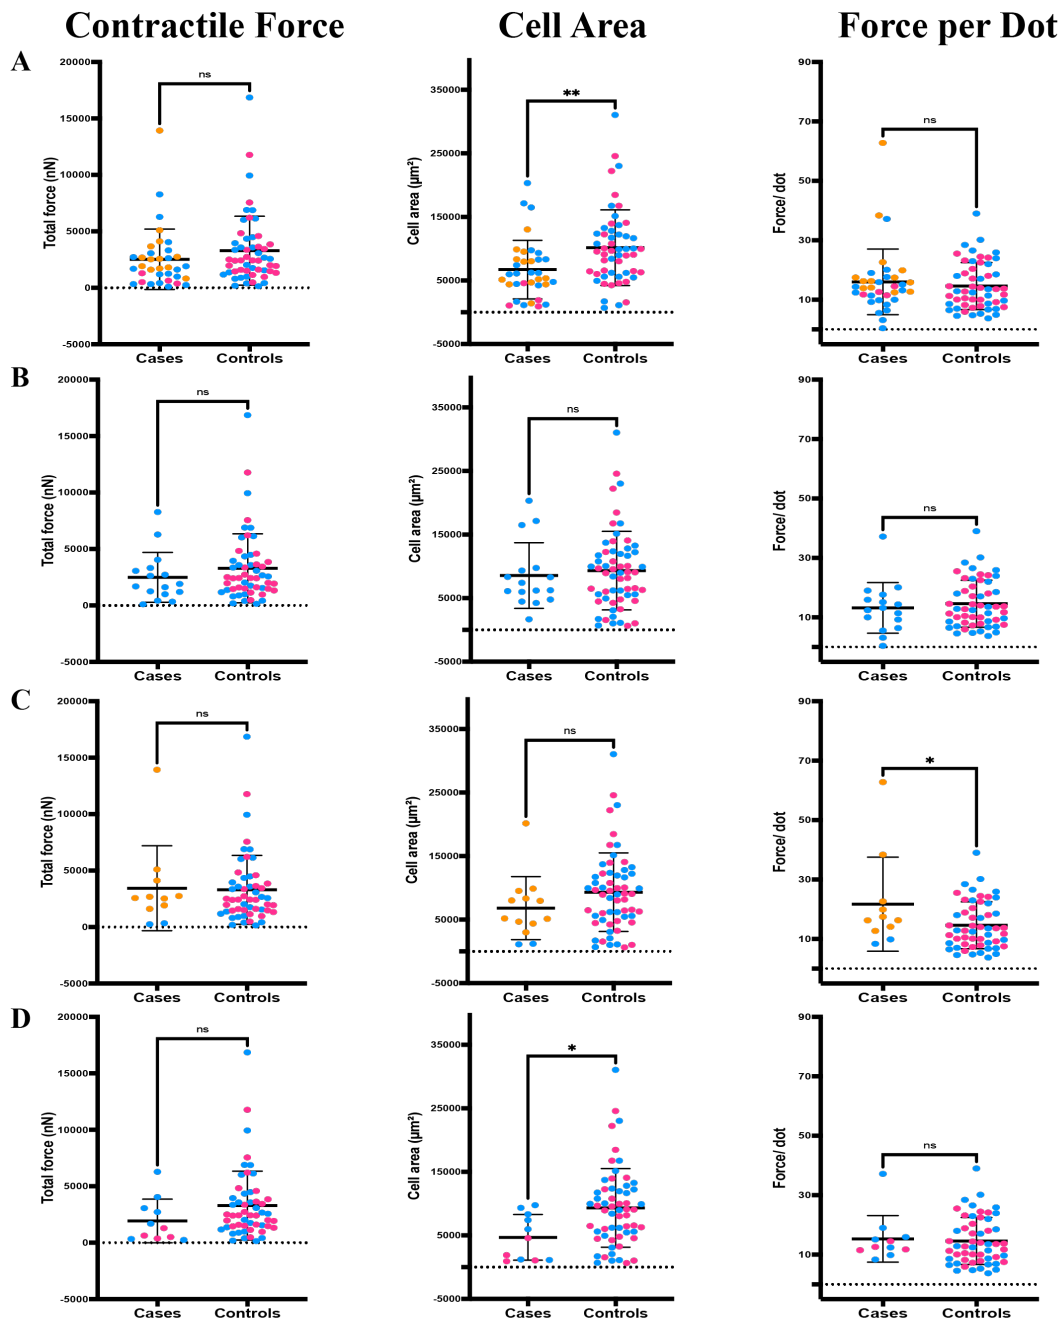 Contractile Force Cell Area Force per Dot
A
Total force (nN)
20000
15000
10000
5000
0
-5000
ns
Cases Controls
Cell area (µm²)
35000
25000
15000
5000
-5000
**
Cases Controls
Force/ dot
90
70
50
30
10
ns
Cases Controls
B
Total force (nN)
20000
15000
10000
5000
0
-5000
ns
Cases Controls
Cell area (µm²)
35000
25000
15000
5000
-5000
ns
Cases Controls
Force/ dot
90
70
50
30
10
ns
Cases Controls
C
Total force (nN)
20000
15000
10000
5000
0
-5000
ns
Cases Controls
Cell area (µm²)
35000
25000
15000
5000
-5000
ns
Cases Controls
Force/ dot
90
70
50
30
10
*
Cases Controls
D
Total force (nN)
20000
15000
10000
5000
0
-5000
ns
Cases Controls
Cell area (µm²)
35000
25000
15000
5000
-5000
*
Cases Controls
Force/ dot
90
70
50
30
10
ns
Cases Controls